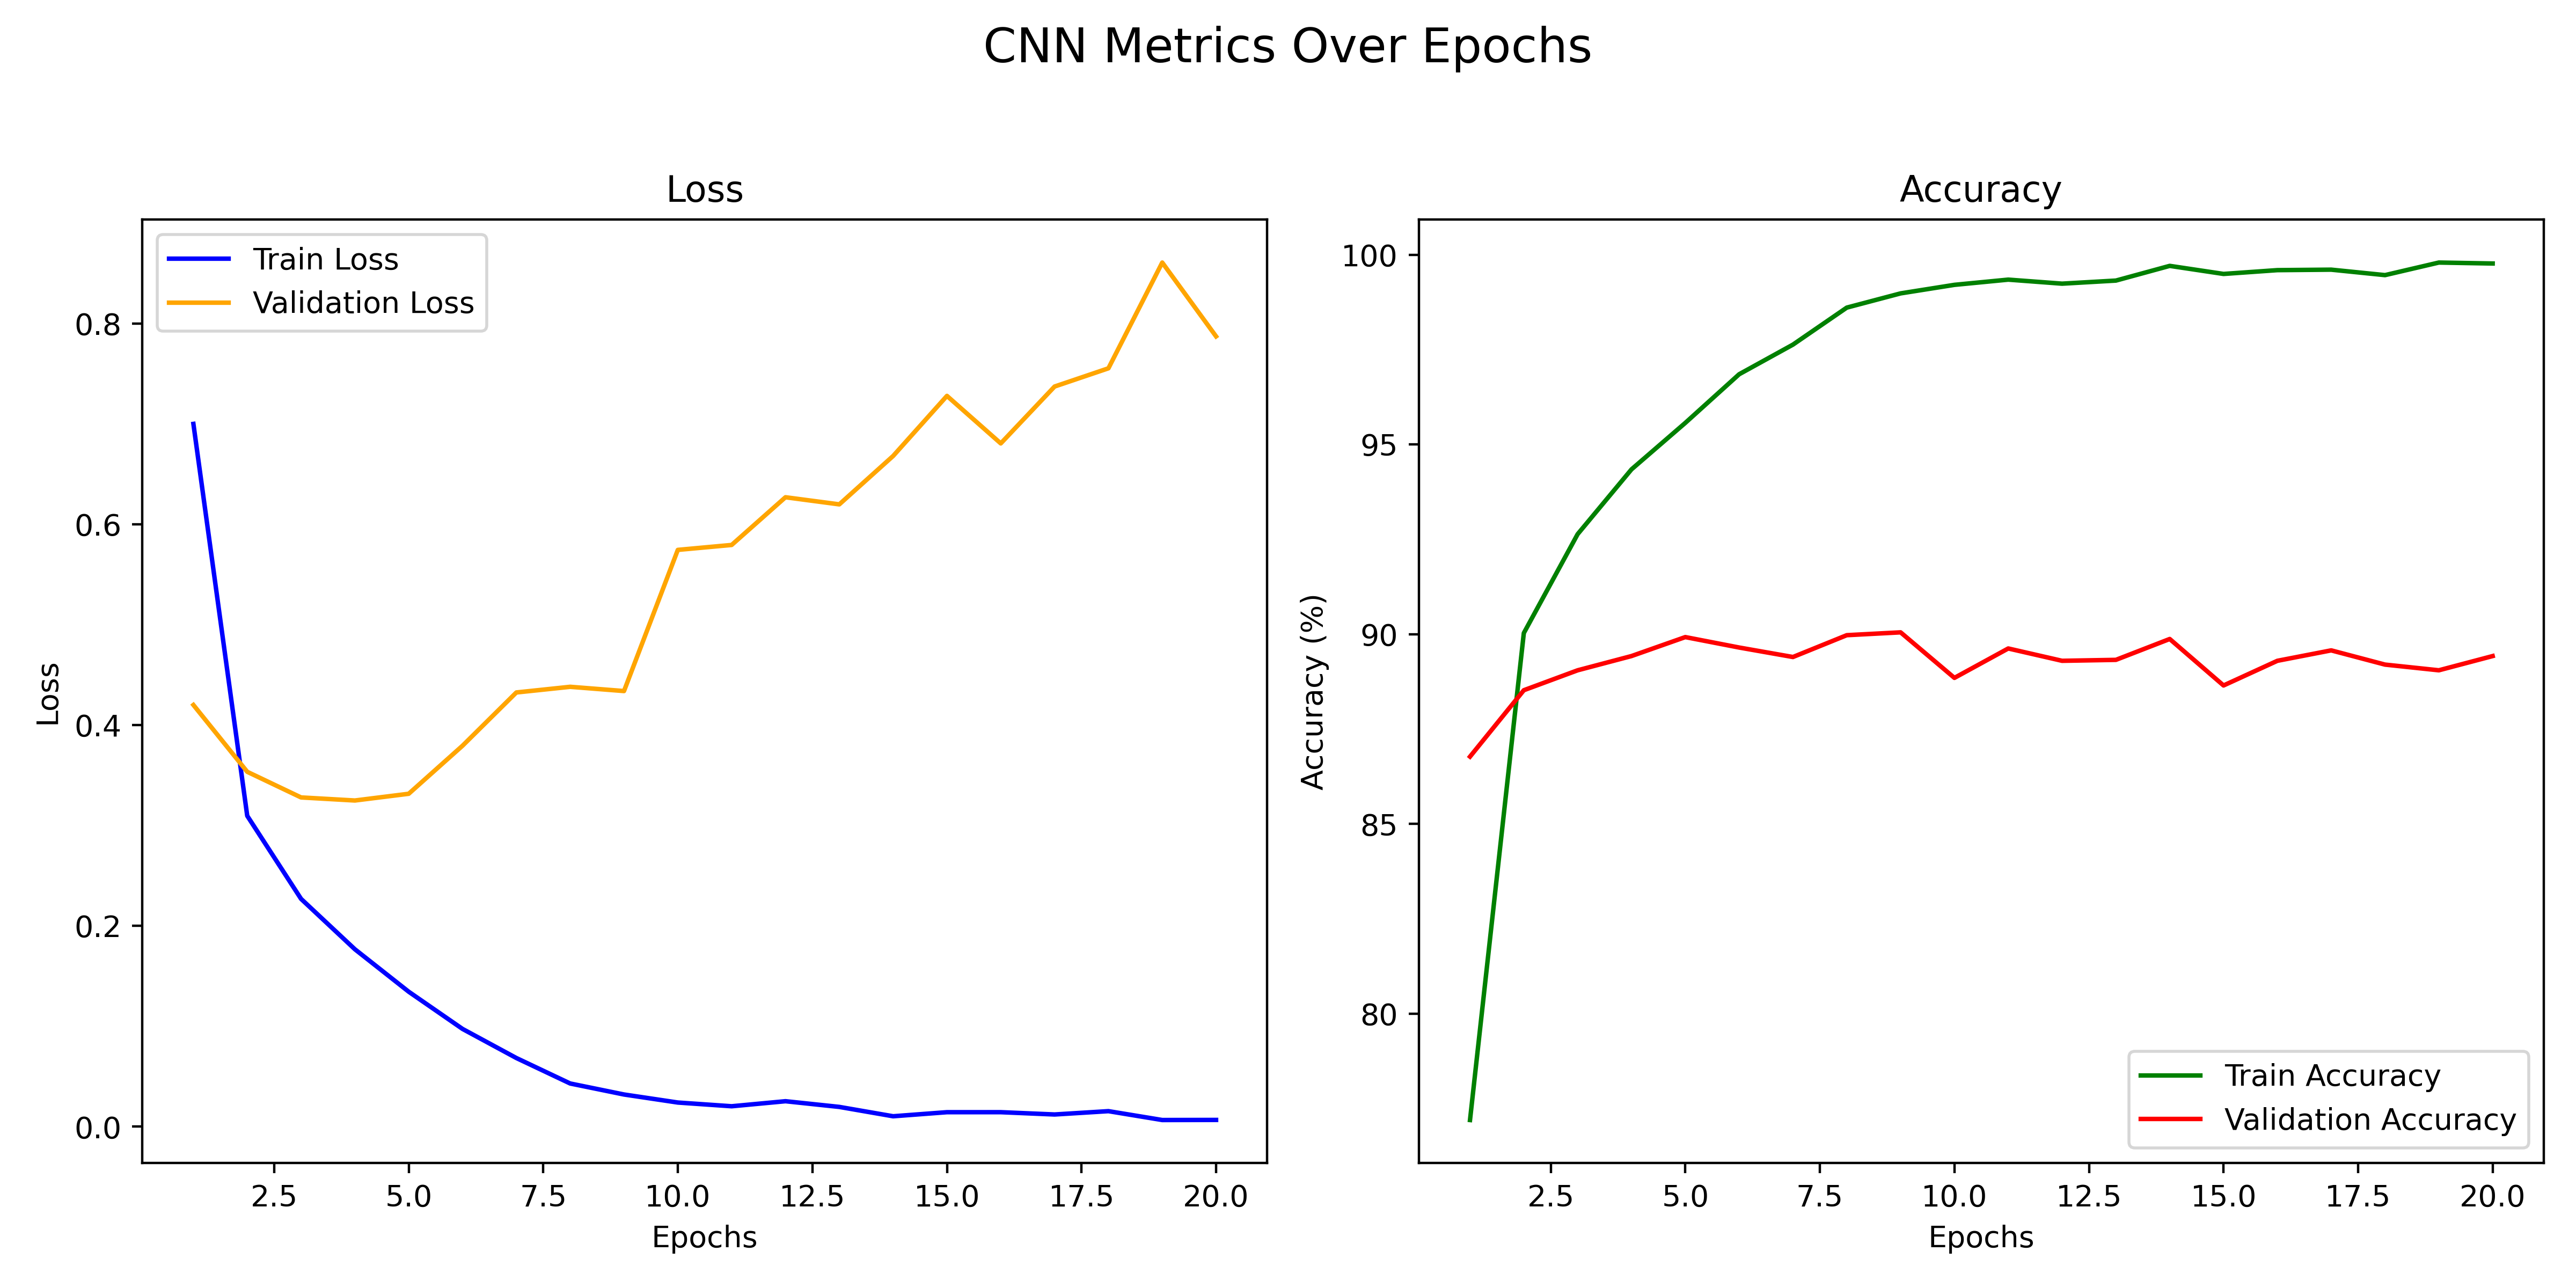 CNN Metrics Over Epochs
Loss
Train Loss
Validation Loss
0.8
0.6
0.4
0.2
0.0
Loss
2.5 5.0 7.5 10.0 12.5 15.0 17.5 20.0
Epochs
Accuracy
100
95
90
85
80
Accuracy (%)
Train Accuracy
Validation Accuracy
2.5 5.0 7.5 10.0 12.5 15.0 17.5 20.0
Epochs